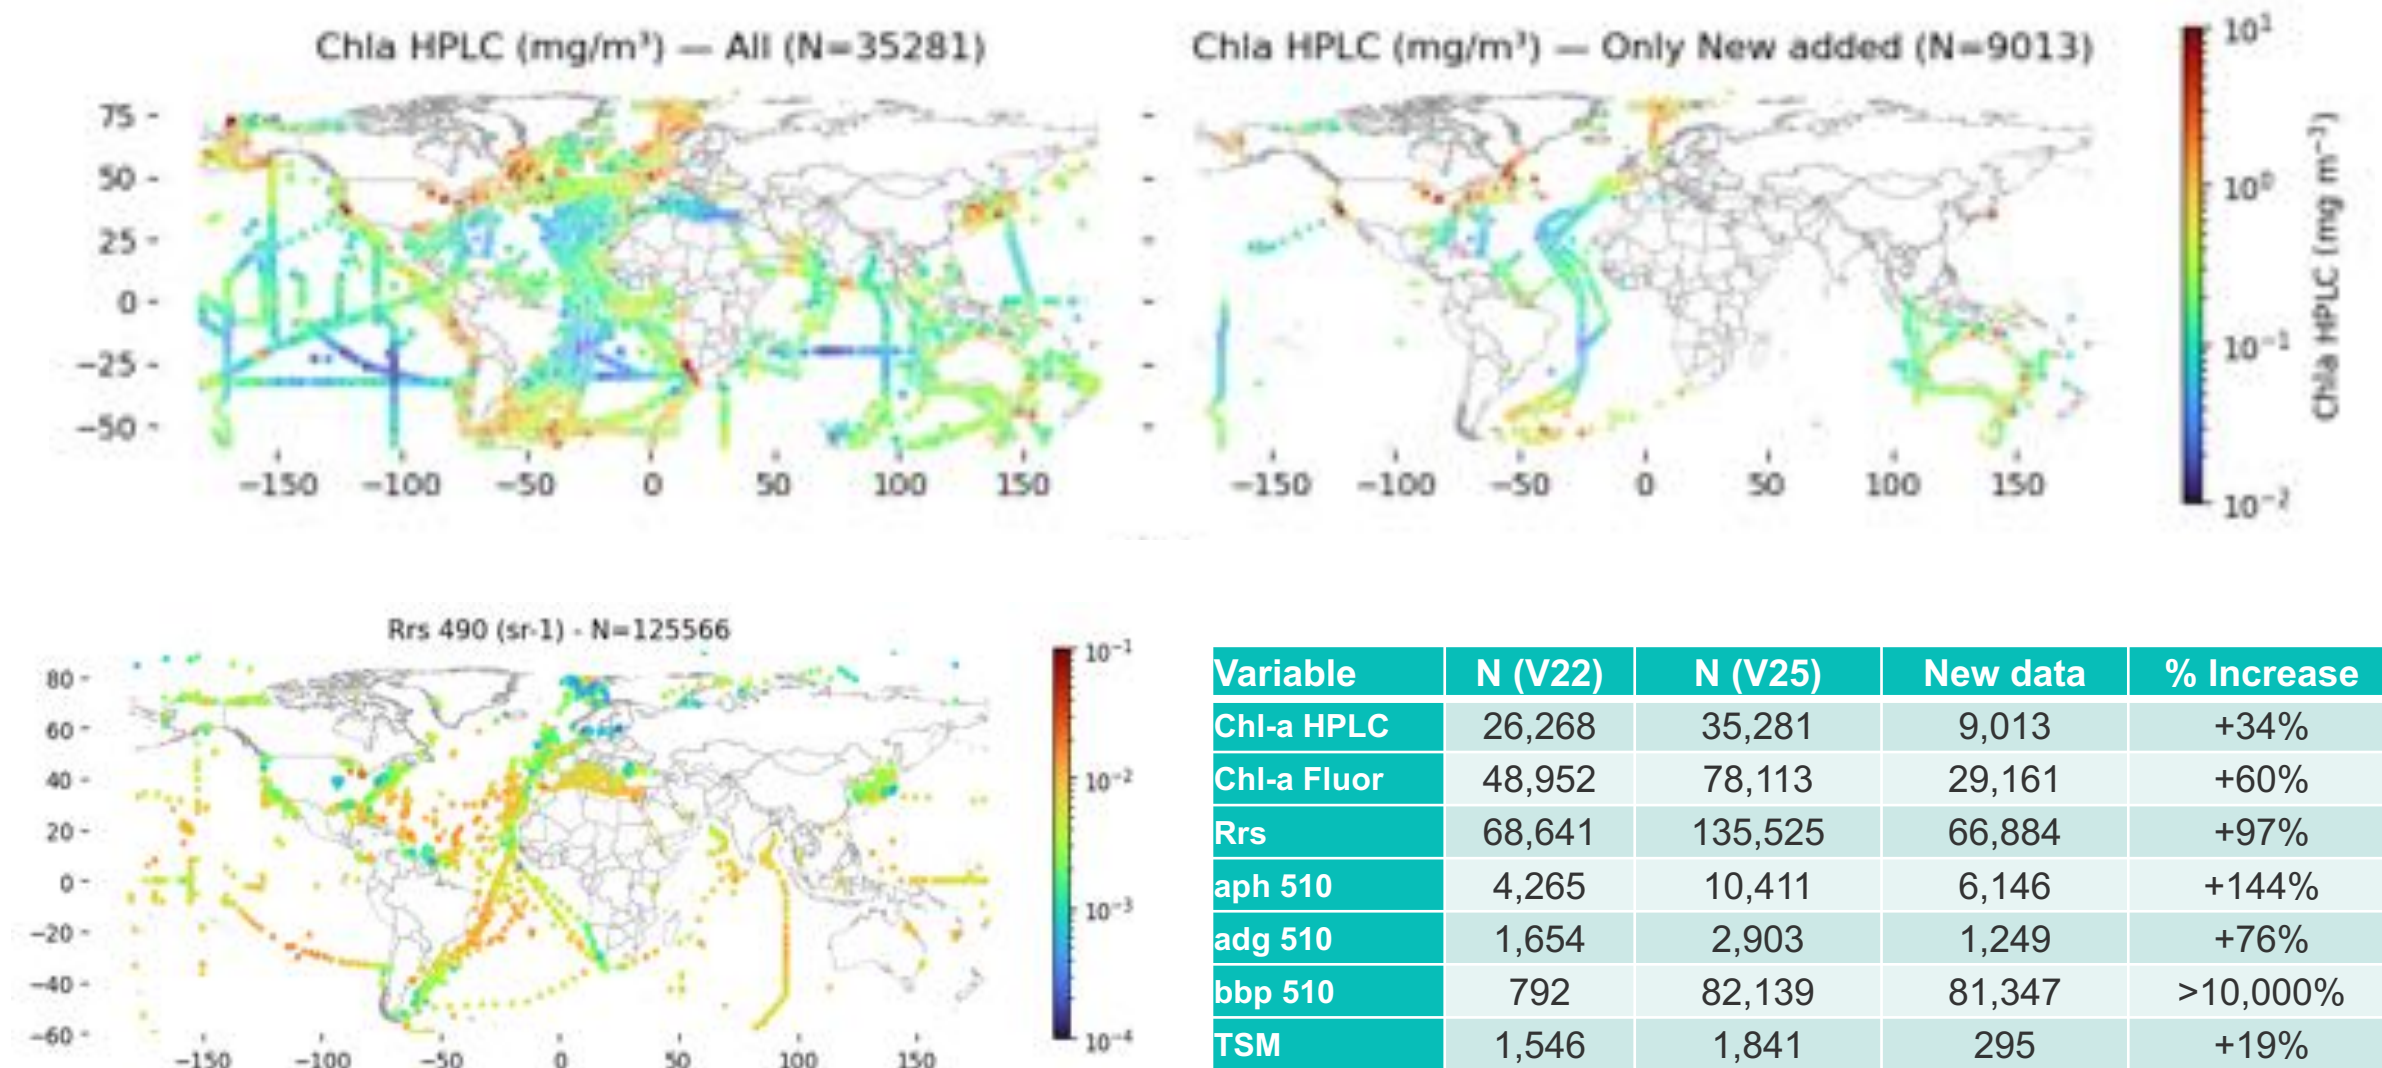 Chla HPLC (mg/m³) — All (N=35281)
Chla HPLC (mg/m³) — Only New added (N=9013)
75
50
25
0
−25
−50
−150 −100 −50 0 50 100 150
−150 −100 −50 0 50 100 150
10¹
10⁰
10⁻¹
10⁻²
Chla HPLC (mg m⁻³)
Rrs 490 (sr-1) - N=125566
80
60
40
20
0
−20
−40
−60
−150 −100 −50 0 50 100 150
10⁻¹
10⁻²
10⁻³
10⁻⁴
Variable N (V22) N (V25) New data % Increase
Chl-a HPLC 26,268 35,281 9,013 +34%
Chl-a Fluor 48,952 78,113 29,161 +60%
Rrs 68,641 135,525 66,884 +97%
aph 510 4,265 10,411 6,146 +144%
adg 510 1,654 2,903 1,249 +76%
bbp 510 792 82,139 81,347 >10,000%
TSM 1,546 1,841 295 +19%